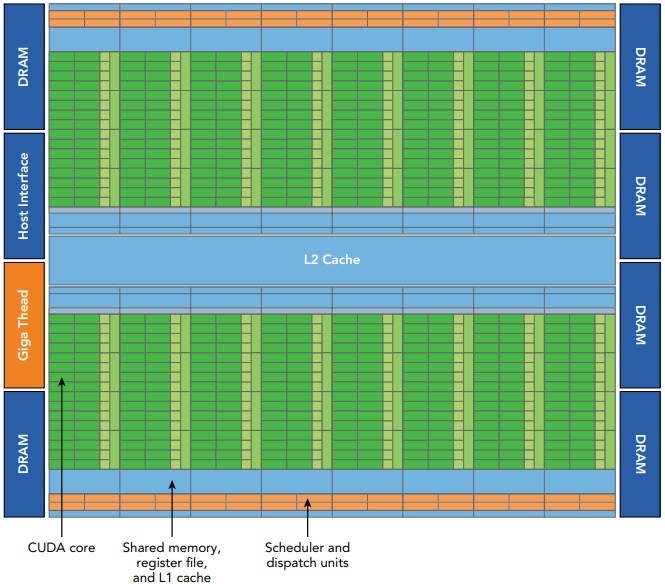 DRAM
Host Interface
Giga Thead
DRAM
L2 Cache
DRAM
DRAM
DRAM
DRAM
CUDA core
Shared memory,
register file,
and L1 cache
Scheduler and
dispatch units